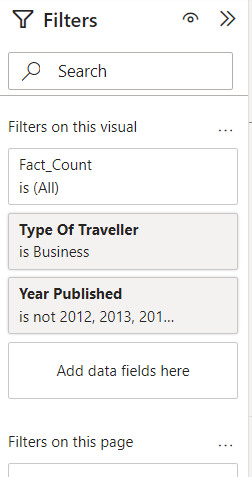 Filters
Search
Filters on this visual ...
Fact_Count
is (All)
Type Of Traveller
is Business
Year Published
is not 2012, 2013, 201...
Add data fields here
Filters on this page ...